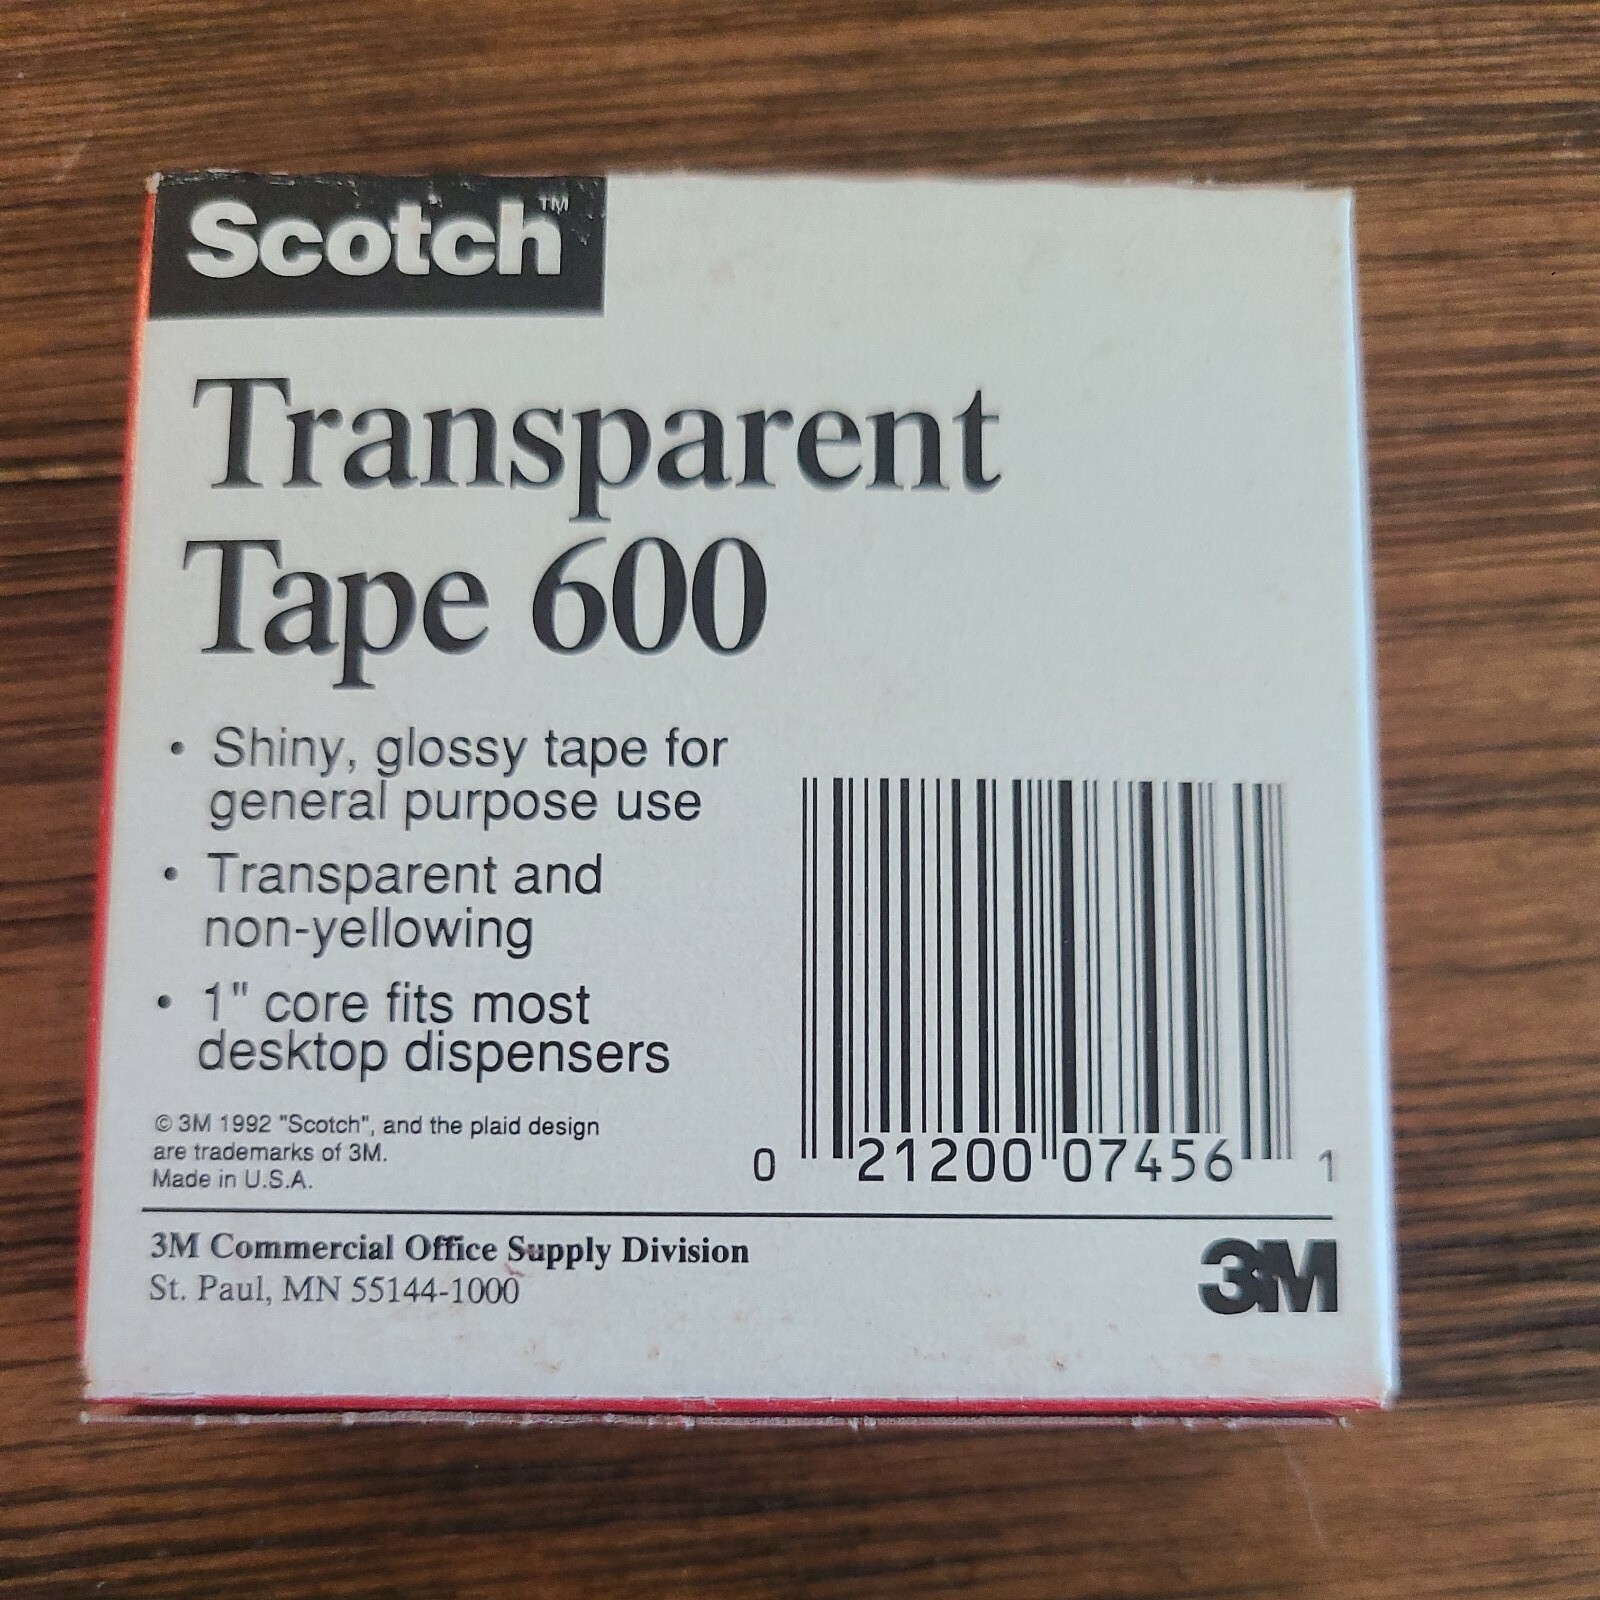 Scotch™
Transparent
Tape 600
• Shiny, glossy tape for
general purpose use
• Transparent and
non-yellowing
• 1" core fits most
desktop dispensers
© 3M 1992 "Scotch", and the plaid design
are trademarks of 3M.
Made in U.S.A.
0 21200 07456 1
3M Commercial Office Supply Division
St. Paul, MN 55144-1000
3M